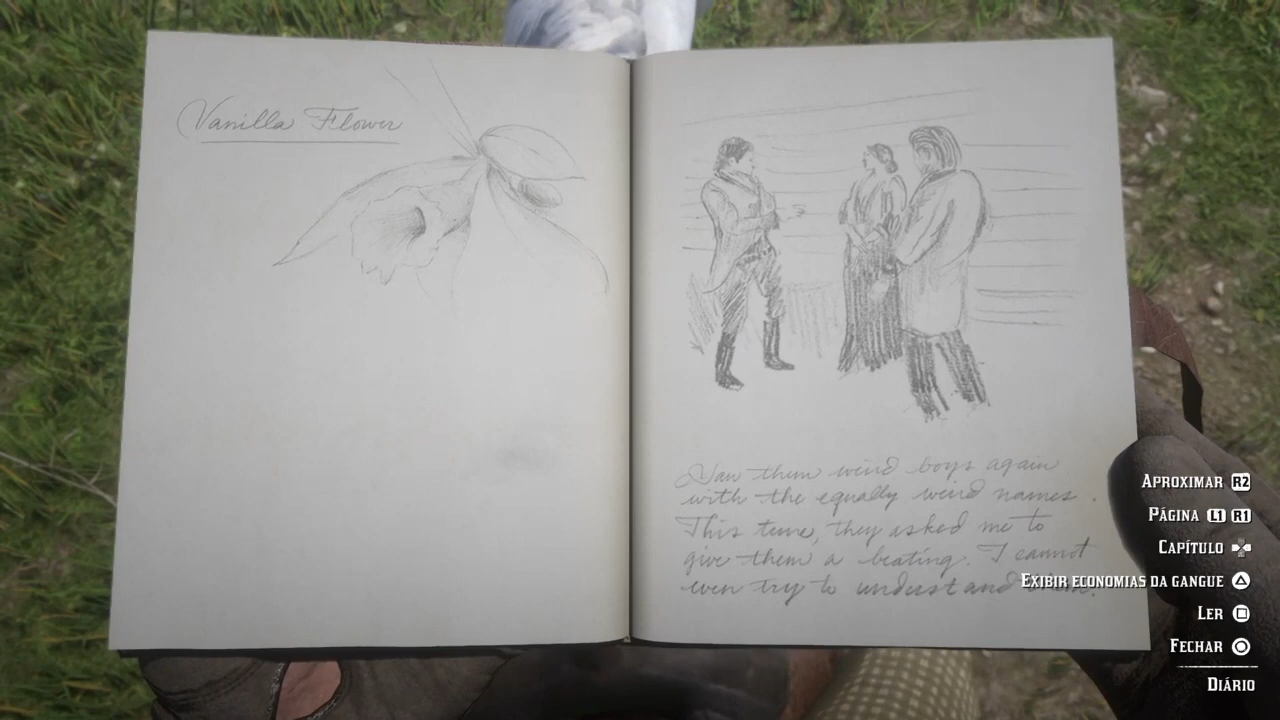 Vanilla Flower
Saw them weird boys again
with the equally weird names.
This time, they asked me to
give them a beating. I cannot
even try to understand them.
APROXIMAR R2
PÁGINA L1 R1
CAPÍTULO
EXIBIR ECONOMIAS DA GANGUE
LER
FECHAR
DIÁRIO